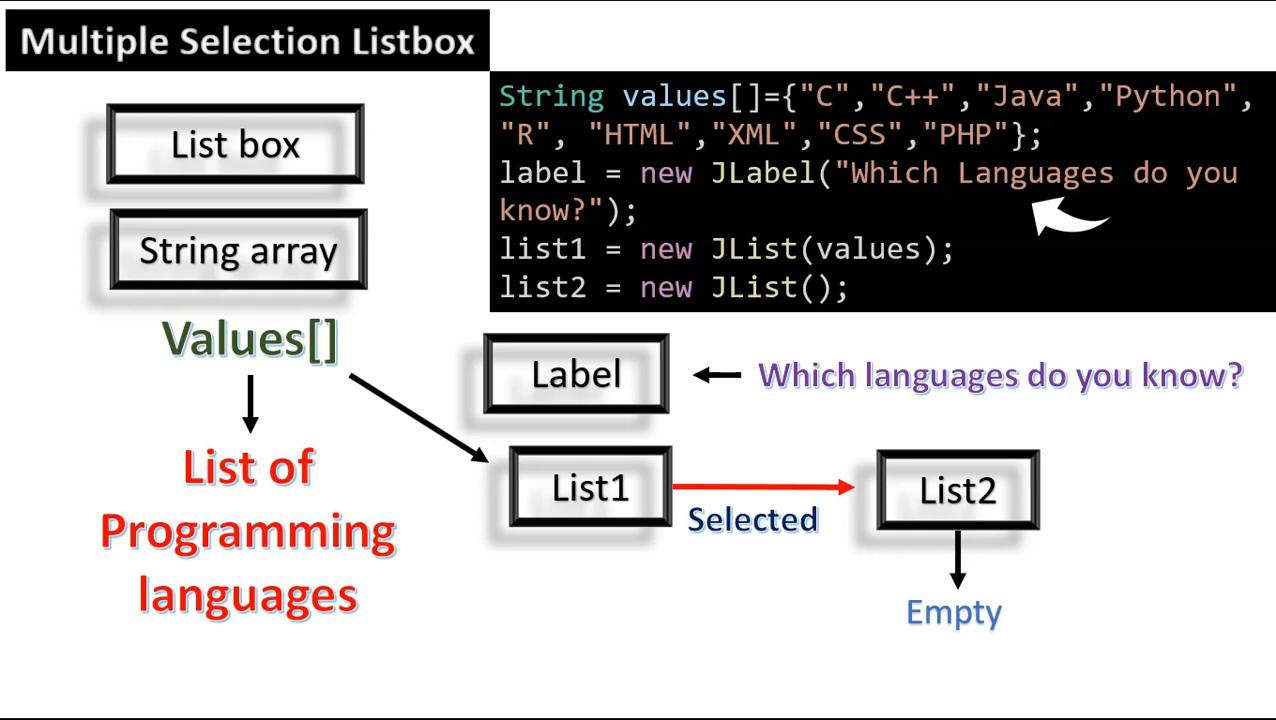 Multiple Selection Listbox
String values[]={"C","C++","Java","Python",
"R", "HTML","XML","CSS","PHP"};
label = new JLabel("Which Languages do you
know?");
list1 = new JList(values);
list2 = new JList();
List box
String array
Values[]
List of
Programming
languages
Label
Which languages do you know?
List1
Selected
List2
Empty